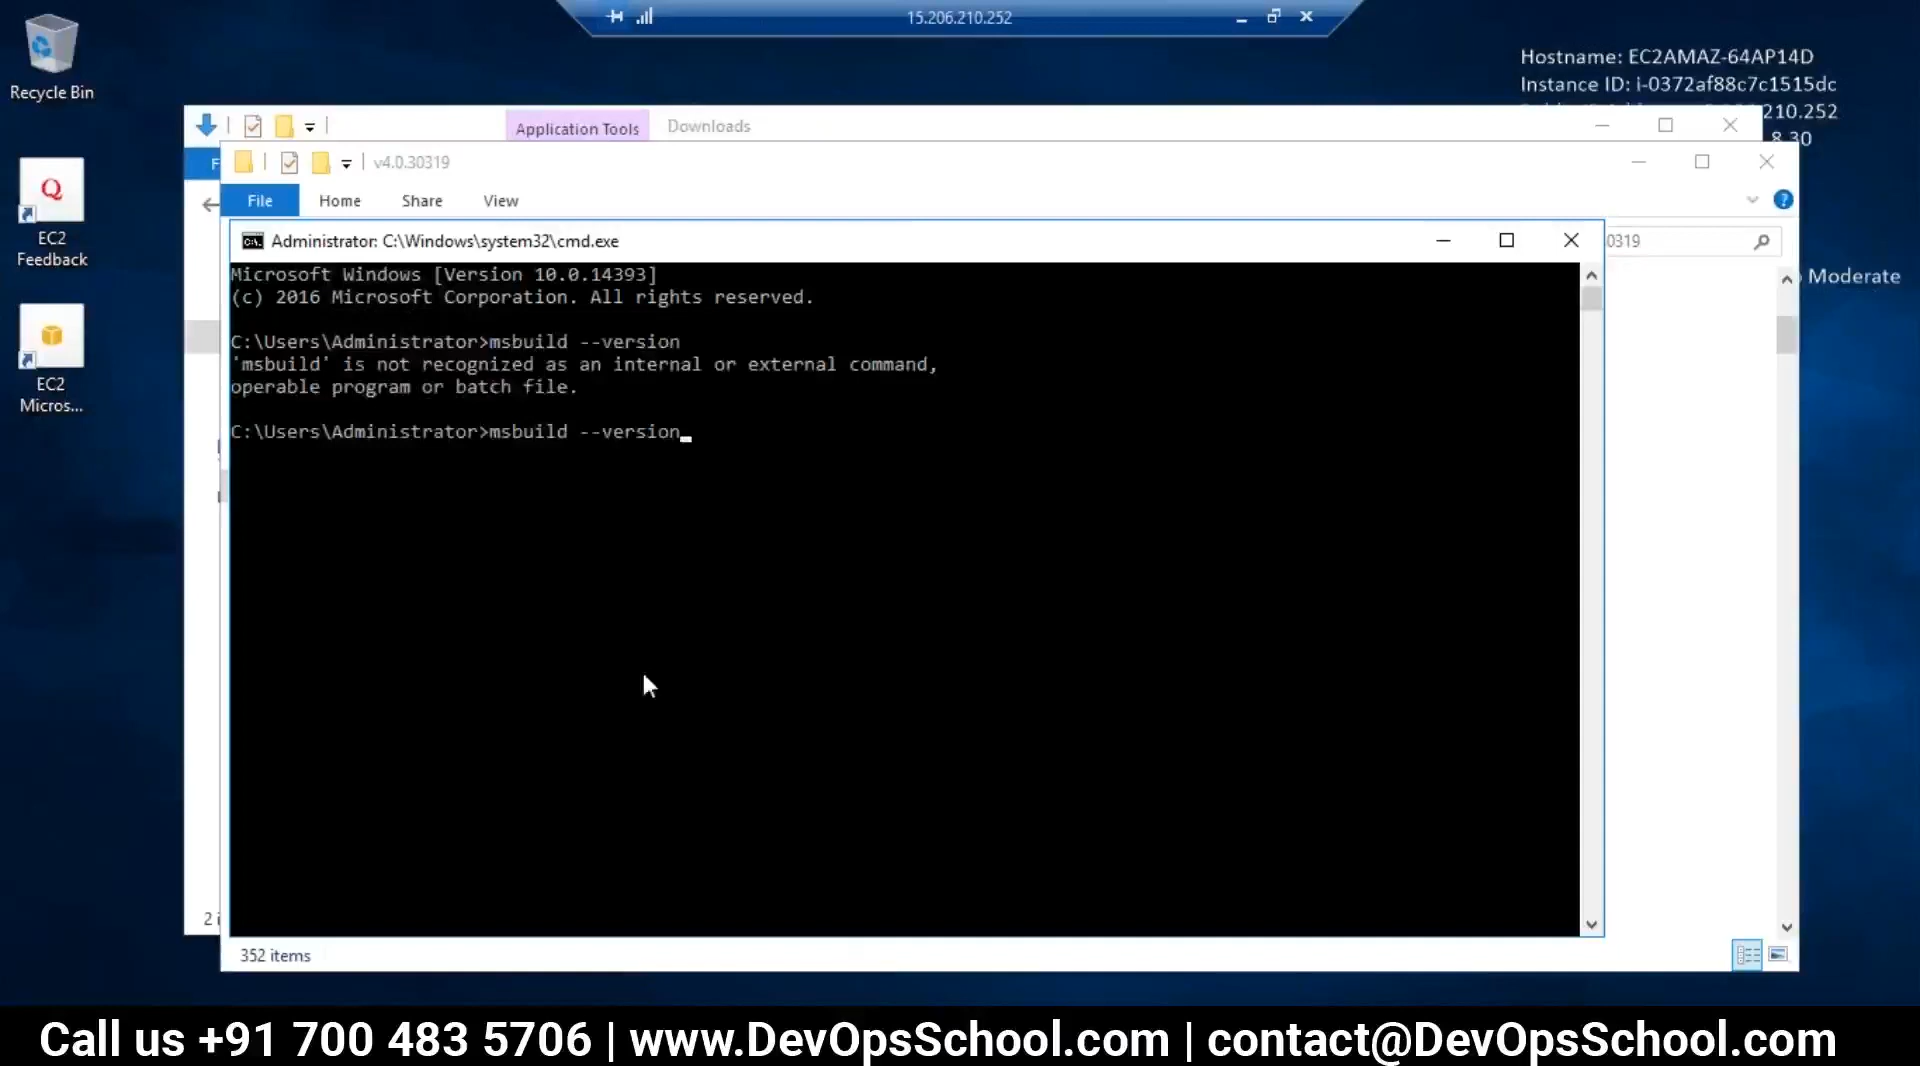 15.206.210.252
Recycle Bin
Hostname: EC2AMAZ-64AP14D
Instance ID: i-0372af88c7c1515dc
210.252
8.30
Moderate
Application Tools
Downloads
F
v4.0.30319
File
Home
Share
View
EC2
Feedback
EC2
Micros...
Administrator: C:\Windows\system32\cmd.exe
0319
Microsoft Windows [Version 10.0.14393]
(c) 2016 Microsoft Corporation. All rights reserved.
C:\Users\Administrator>msbuild --version
'msbuild' is not recognized as an internal or external command,
operable program or batch file.
C:\Users\Administrator>msbuild --version_
2 i
352 items
Call us +91 700 483 5706 | www.DevOpsSchool.com | contact@DevOpsSchool.com